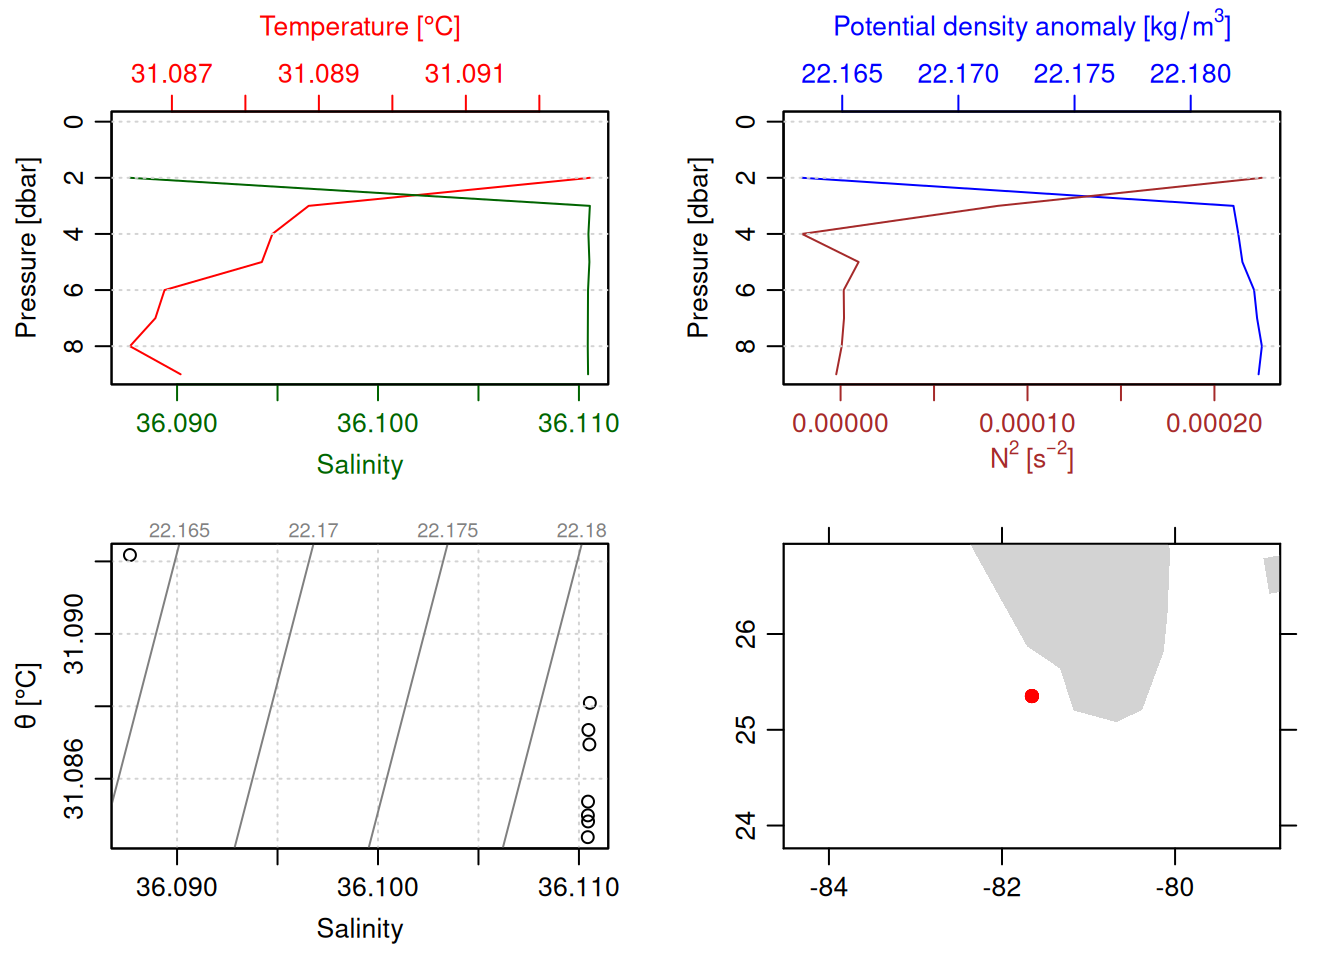 Temperature [°C]
31.087 31.089 31.091
Pressure [dbar]
0
2
4
6
8
36.090 36.100 36.110
Salinity
Potential density anomaly [kg/m³]
22.165 22.170 22.175 22.180
Pressure [dbar]
0
2
4
6
8
0.00000 0.00010 0.00020
N² [s⁻²]
22.165 22.17 22.175 22.18
θ [°C]
31.090
31.086
36.090 36.100 36.110
Salinity
26
25
24
-84 -82 -80